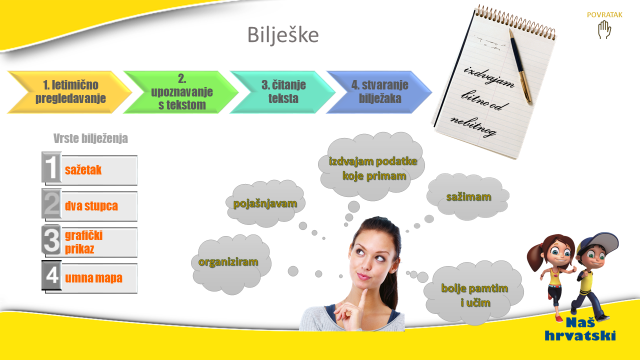 Bilješke
POVRATAK
1. letimično
pregledavanje
2.
upoznavanje
s tekstom
3. čitanje
teksta
4. stvaranje
bilježaka
izdvajam
bitno od
nebitnog
Vrste bilježenja
1 sažetak
2 dva stupca
3 grafički
prikaz
4 umna mapa
izdvajam podatke
koje primam
pojašnjavam
sažimam
organiziram
bolje pamtim
i učim
Naš
hrvatski